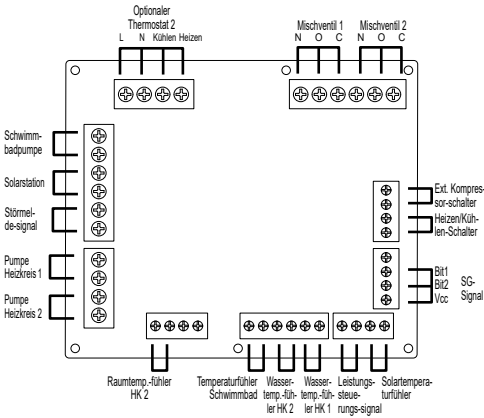 Optionaler
Thermostat 2
L N Kühlen Heizen
Mischventil 1
N O C
Mischventil 2
N O C
Schwimm-
badpumpe
Solarstation
Störmel-
de-signal
Pumpe
Heizkreis 1
Pumpe
Heizkreis 2
Ext. Kompres-
sor-schalter
Heizen/Küh-
len-Schalter
Bit1
Bit2
Vcc
SG-
Signal
Raumtemp.-fühler
HK 2
Temperaturfühler
Schwimmbad
Wasser-
temp.-füh-
ler HK 2
Wasser-
temp.-füh-
ler HK 1
Leistungs-
steue-
rungs-signal
Solartempera-
turfühler